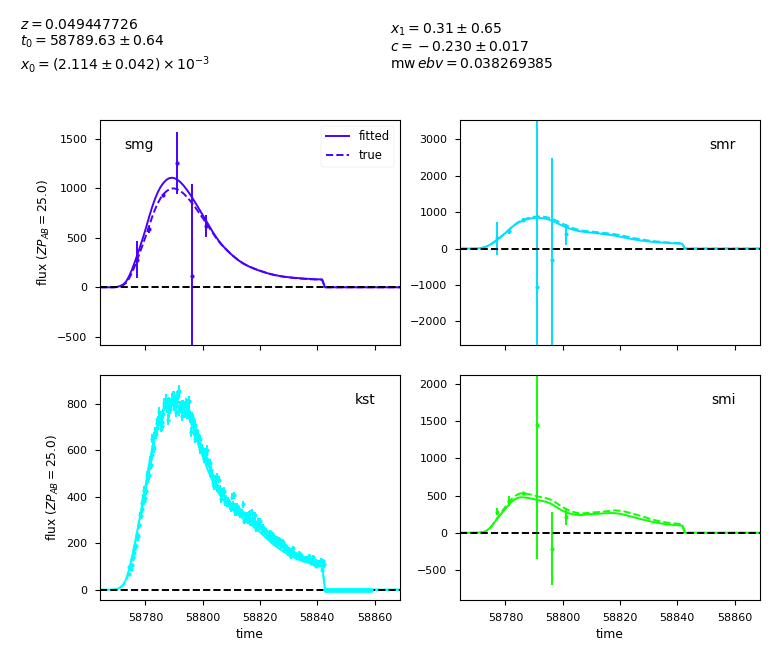 z = 0.049447726
t₀ = 58789.63 ± 0.64
x₀ = (2.114 ± 0.042) × 10⁻³
x₁ = 0.31 ± 0.65
c = −0.230 ± 0.017
mw ebv = 0.038269385
smg
fitted
true
flux (ZP_AB = 25.0)
1500
1000
500
0
−500
smr
3000
2000
1000
0
−1000
−2000
kst
flux (ZP_AB = 25.0)
800
600
400
200
0
58780
58800
58820
58840
58860
time
smi
2000
1500
1000
500
0
−500
58780
58800
58820
58840
58860
time